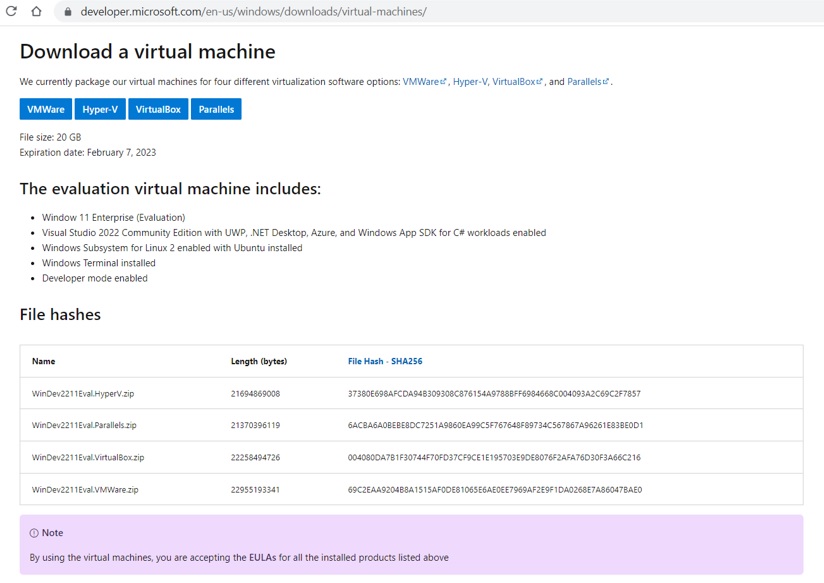 developer.microsoft.com/en-us/windows/downloads/virtual-machines/
Download a virtual machine
We currently package our virtual machines for four different virtualization software options: VMWare, Hyper-V, VirtualBox, and Parallels.
VMWare Hyper-V VirtualBox Parallels
File size: 20 GB
Expiration date: February 7, 2023
The evaluation virtual machine includes:
Window 11 Enterprise (Evaluation)
Visual Studio 2022 Community Edition with UWP, .NET Desktop, Azure, and Windows App SDK for C# workloads enabled
Windows Subsystem for Linux 2 enabled with Ubuntu installed
Windows Terminal installed
Developer mode enabled
File hashes
Name Length (bytes) File Hash - SHA256
WinDev2211Eval.HyperV.zip 21694869008 37380E698AFCDA94B309308C876154A9788BFF6984668C004093A2C69C2F7857
WinDev2211Eval.Parallels.zip 21370396119 6ACBA6A0BEBE8DC7251A9860EA99C5F767648F89734C567867A96261E83BE0D1
WinDev2211Eval.VirtualBox.zip 22258494726 004080DA7B1F30744F70FD37CF9CE1E195703E9DE8076F2AFA76D30F3A66C216
WinDev2211Eval.VMWare.zip 22955193341 69C2EAA9204B8A1515AF0DE81065E6AE0EE7969AF2E9F1DA0268E7A86047BAE0
Note
By using the virtual machines, you are accepting the EULAs for all the installed products listed above